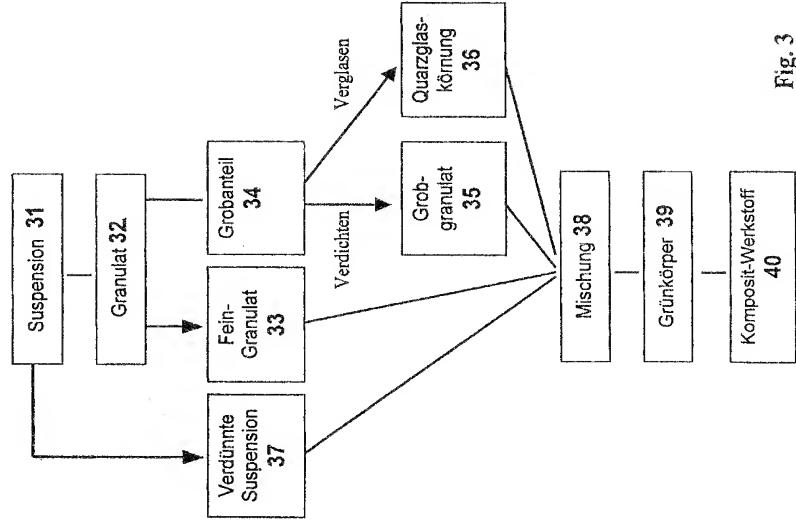 Suspension 31
Granulat 32
Verdünnte
Suspension
37
Fein-
Granulat
33
Grobanteil
34
Verdichten
Verglasen
Grob-
granulat
35
Quarzglas-
körnung
36
Mischung 38
Grünkörper 39
Komposit-Werkstoff
40
Fig. 3